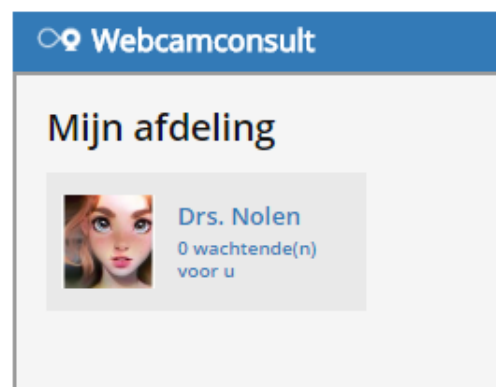 Webcamconsult
Mijn afdeling
Drs. Nolen
0 wachtende(n)
voor u